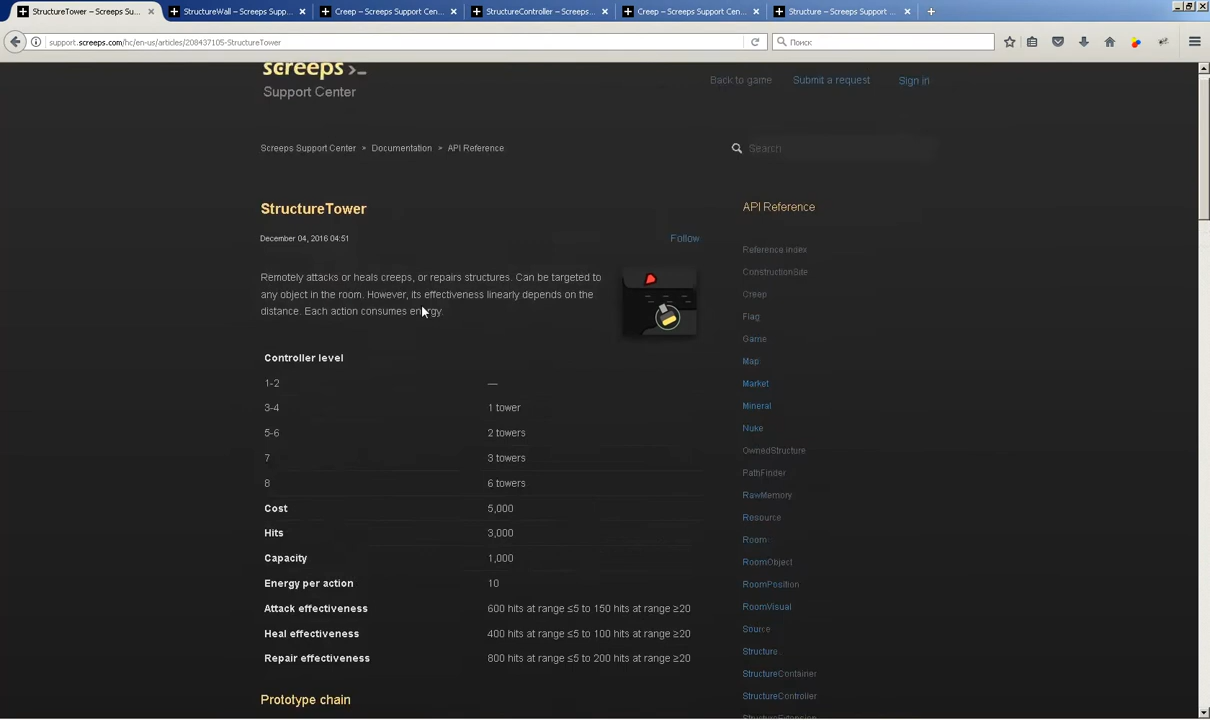 StructureTower – Screeps Su...
StructureWall – Screeps Supp...
Creep – Screeps Support Cen...
StructureController – Screeps...
Creep – Screeps Support Cen...
Structure – Screeps Support ...
support.screeps.com/hc/en-us/articles/208437105-StructureTower
Поиск
screeps
Support Center
Back to game
Submit a request
Sign in
Screeps Support Center > Documentation > API Reference
Search
StructureTower
December 04, 2016 04:51
Follow
Remotely attacks or heals creeps, or repairs structures. Can be targeted to
any object in the room. However, its effectiveness linearly depends on the
distance. Each action consumes energy.
Controller level
1-2 —
3-4 1 tower
5-6 2 towers
7 3 towers
8 6 towers
Cost 5,000
Hits 3,000
Capacity 1,000
Energy per action 10
Attack effectiveness 600 hits at range ≤5 to 150 hits at range ≥20
Heal effectiveness 400 hits at range ≤5 to 100 hits at range ≥20
Repair effectiveness 800 hits at range ≤5 to 200 hits at range ≥20
Prototype chain
API Reference
Reference index
ConstructionSite
Creep
Flag
Game
Map
Market
Mineral
Nuke
OwnedStructure
PathFinder
RawMemory
Resource
Room
RoomObject
RoomPosition
RoomVisual
Source
Structure
StructureContainer
StructureController
StructureExtension